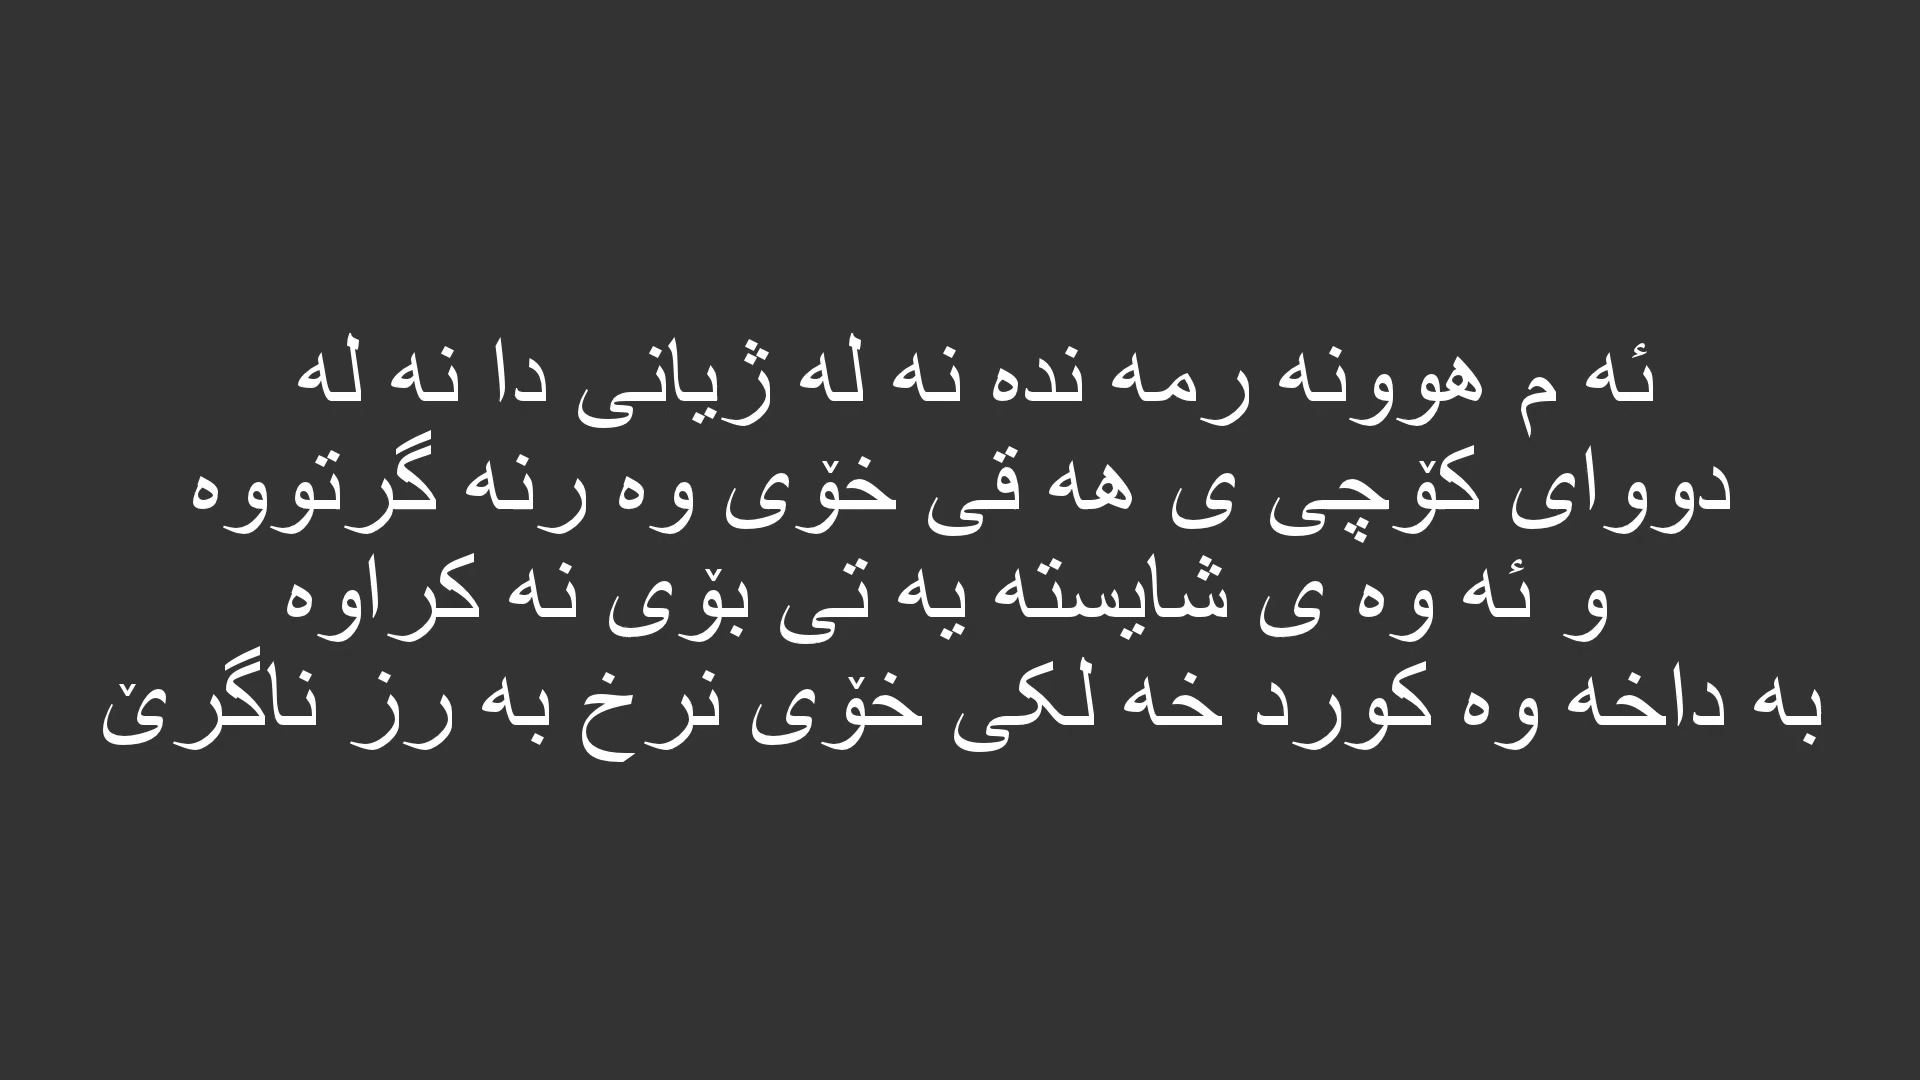 ئه م هوونه رمه نده نه له ژیانی دا نه له
دووای کۆچی ی هه قی خۆی وه رنه گرتووه
و ئه وه ی شایسته یه تی بۆی نه کراوه
به داخه وه کورد خه لکی خۆی نرخ به رز ناگرێ